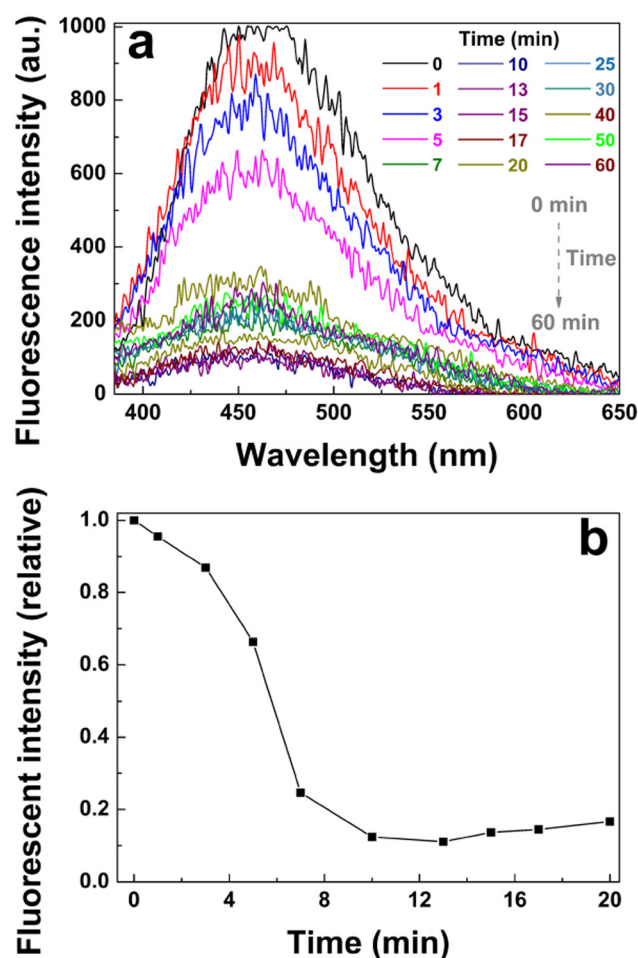 a
Fluorescence intensity (au.)
1000
800
600
400
200
0
Time (min)
0 10 25
1 13 30
3 15 40
5 17 50
7 20 60
0 min
Time
60 min
400 450 500 550 600 650
Wavelength (nm)
b
Fluorescent intensity (relative)
1.0
0.8
0.6
0.4
0.2
0.0
0 4 8 12 16 20
Time (min)